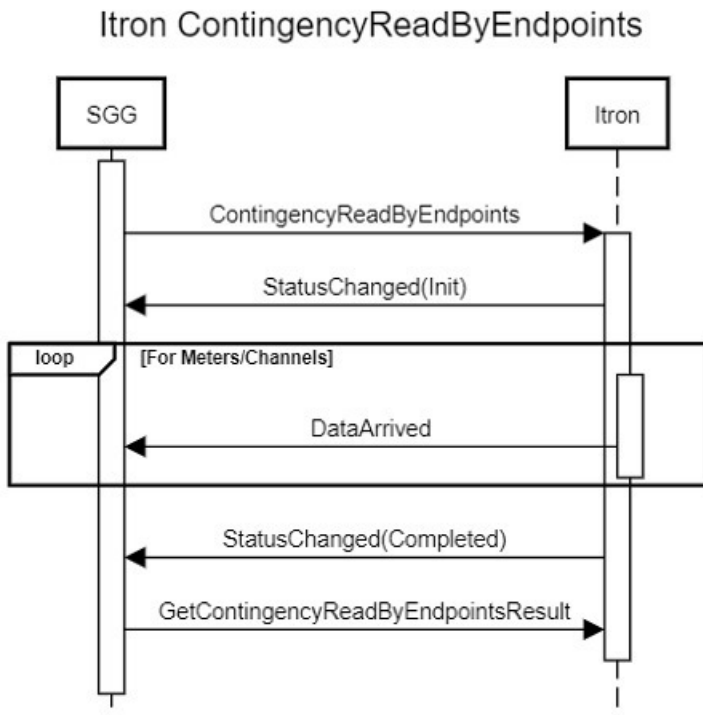 Itron ContingencyReadByEndpoints
SGG
Itron
ContingencyReadByEndpoints
StatusChanged(Init)
loop
[For Meters/Channels]
DataArrived
StatusChanged(Completed)
GetContingencyReadByEndpointsResult